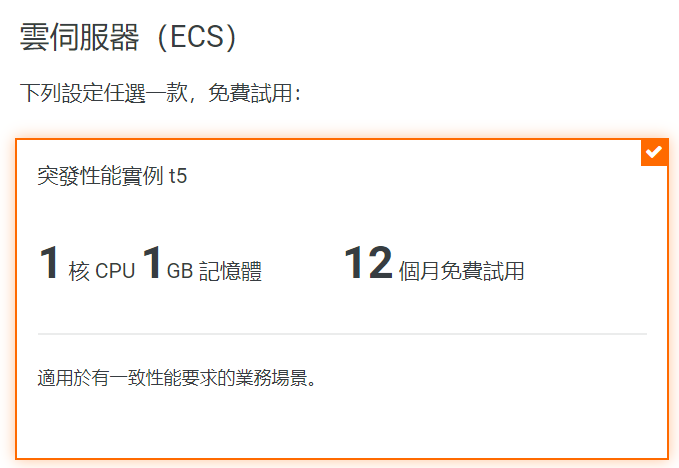 雲伺服器（ECS）
下列設定任選一款，免費試用：
突發性能實例 t5
1 核 CPU 1GB 記憶體 12 個月免費試用
適用於有一致性能要求的業務場景。